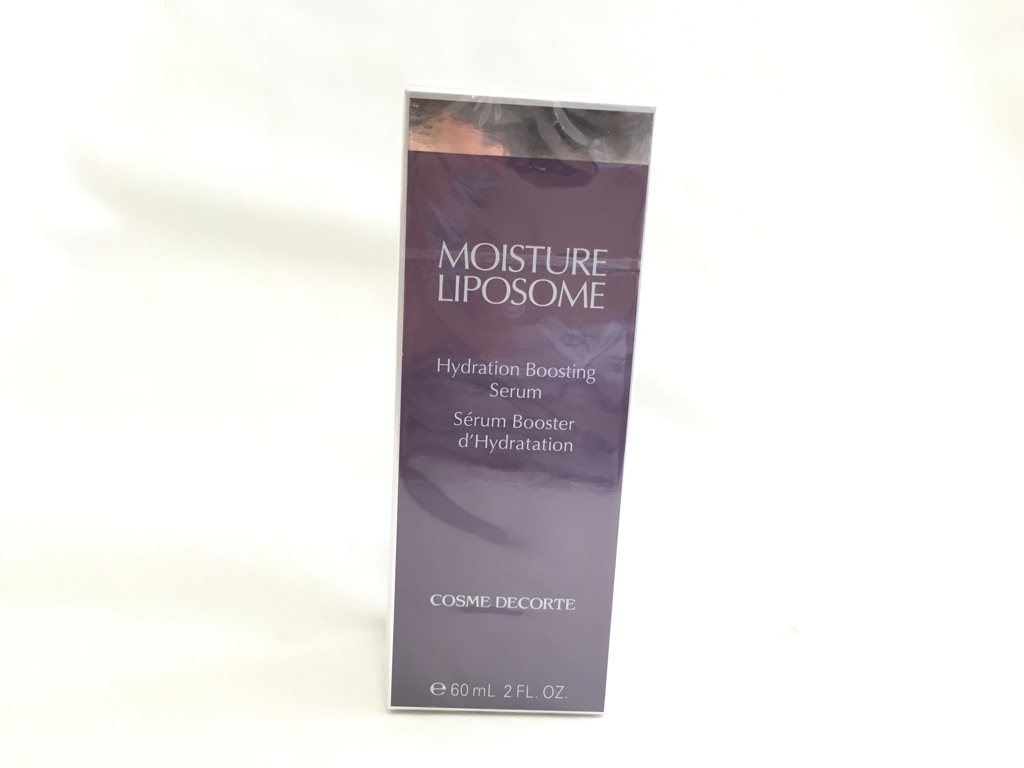 MOISTURE
LIPOSOME
Hydration Boosting
Serum
Sérum Booster
d'Hydratation
COSME DECORTE
℮ 60 mL 2 FL. OZ.